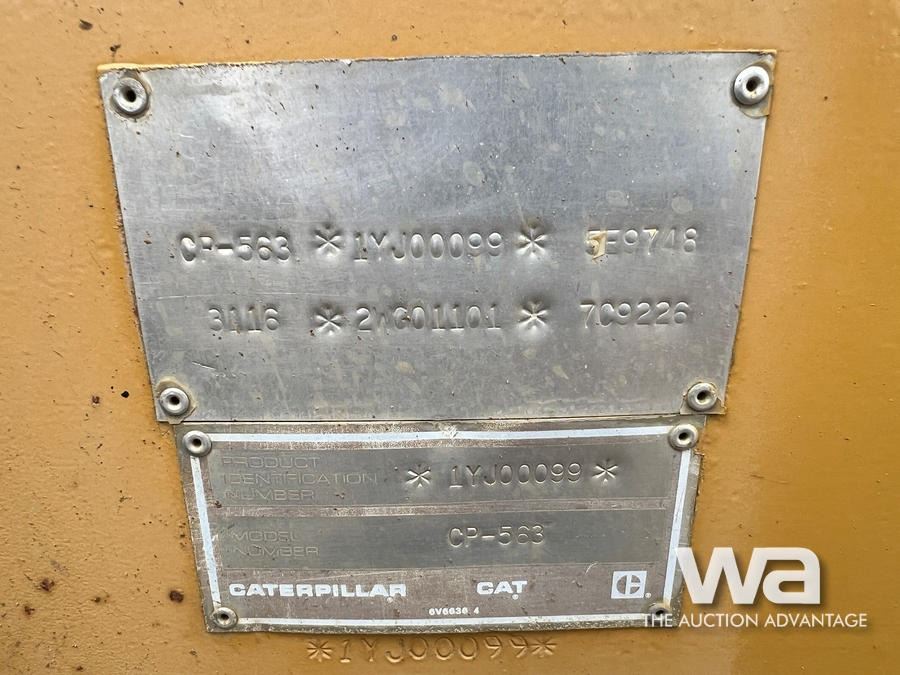 CP-563 *1YJ00099* 5E9748
3116 *2WG01101* 7C9226
PRODUCT
IDENTIFICATION *1YJ00099*
NUMBER
MODEL
NUMBER CP-563
CATERPILLAR CAT C
6V6636 4
*1YJ00099*
wa
THE AUCTION ADVANTAGE